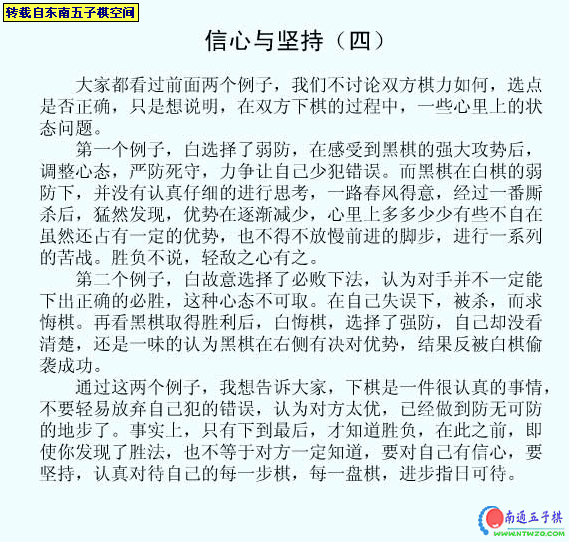 转载自东南五子棋空间
信心与坚持（四）
大家都看过前面两个例子，我们不讨论双方棋力如何，选点
是否正确，只是想说明，在双方下棋的过程中，一些心里上的状
态问题。
第一个例子，白选择了弱防，在感受到黑棋的强大攻势后，
调整心态，严防死守，力争让自己少犯错误。而黑棋在白棋的弱
防下，并没有认真仔细的进行思考，一路春风得意，经过一番厮
杀后，猛然发现，优势在逐渐减少，心里上多多少少有些不自在
虽然还占有一定的优势，也不得不放慢前进的脚步，进行一系列
的苦战。胜负不说，轻敌之心有之。
第二个例子，白故意选择了必败下法，认为对手并不一定能
下出正确的必胜，这种心态不可取。在自己失误下，被杀，而求
悔棋。再看黑棋取得胜利后，白悔棋，选择了强防，自己却没看
清楚，还是一味的认为黑棋在右侧有决对优势，结果反被白棋偷
袭成功。
通过这两个例子，我想告诉大家，下棋是一件很认真的事情，
不要轻易放弃自己犯的错误，认为对方太优，已经做到防无可防
的地步了。事实上，只有下到最后，才知道胜负，在此之前，即
使你发现了胜法，也不等于对方一定知道，要对自己有信心，要
坚持，认真对待自己的每一步棋，每一盘棋，进步指日可待。
南通五子棋
WWW.NTWZQ.COM